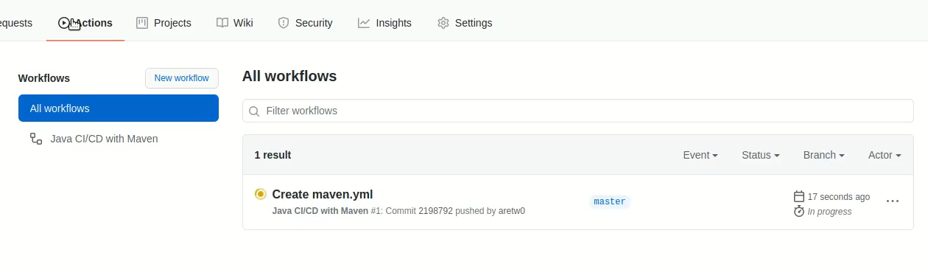 equests Actions Projects Wiki Security Insights Settings
Workflows New workflow
All workflows
Java CI/CD with Maven
All workflows
Filter workflows
1 result Event Status Branch Actor
Create maven.yml master 17 seconds ago
Java CI/CD with Maven #1: Commit 2198792 pushed by aretw0 In progress